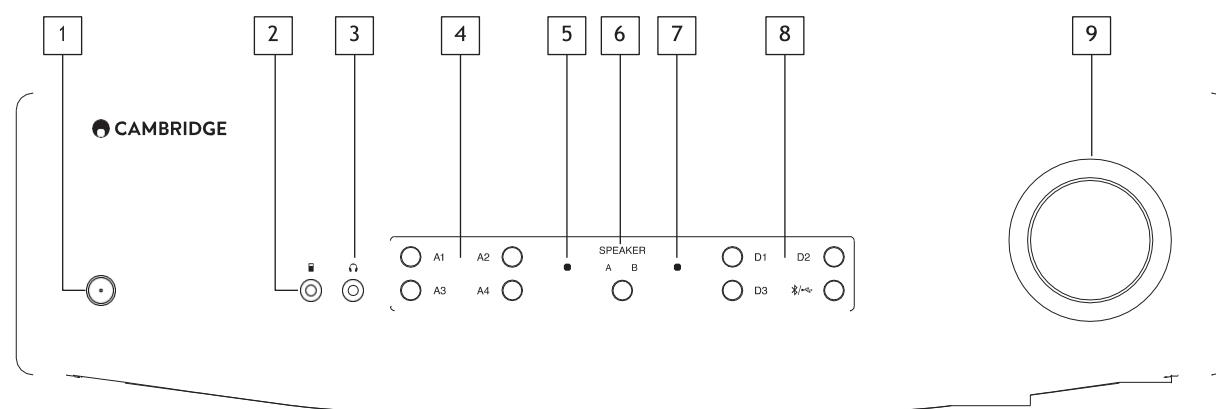 1 2 3 4 5 6 7 8 9
CAMBRIDGE
SPEAKER
A1 A2 A B D1 D2
A3 A4 D3 /